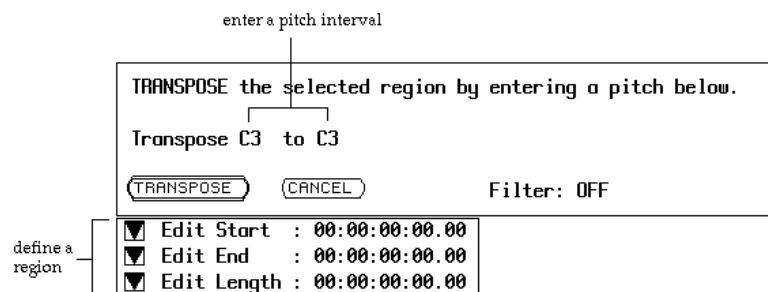 enter a pitch interval
TRANSPOSE the selected region by entering a pitch below.
Transpose C3 to C3
TRANSPOSE CANCEL Filter: OFF
define a region
Edit Start : 00:00:00:00.00
Edit End : 00:00:00:00.00
Edit Length : 00:00:00:00.00